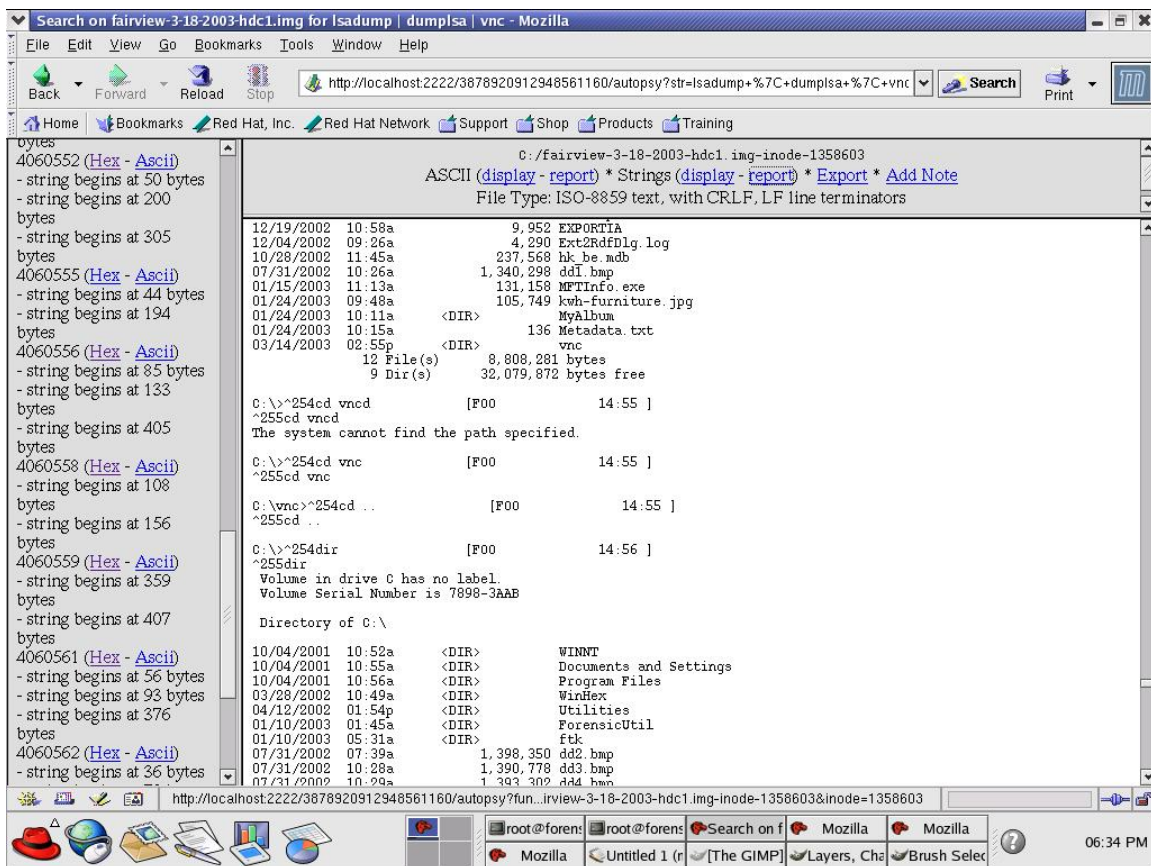 Search on fairview-3-18-2003-hdc1.img for lsadump | dumplsa | vnc - Mozilla
File Edit View Go Bookmarks Tools Window Help
Back Forward Reload Stop http://localhost:2222/3878920912948561160/autopsy?str=lsadump+%7C+dumplsa+%7C+vnc Search Print
Home Bookmarks Red Hat, Inc. Red Hat Network Support Shop Products Training
bytes
4060552 (Hex - Ascii)
- string begins at 50 bytes
- string begins at 200
bytes
- string begins at 305
bytes
4060555 (Hex - Ascii)
- string begins at 44 bytes
- string begins at 194
bytes
4060556 (Hex - Ascii)
- string begins at 85 bytes
- string begins at 133
bytes
- string begins at 405
bytes
4060558 (Hex - Ascii)
- string begins at 108
bytes
- string begins at 156
bytes
4060559 (Hex - Ascii)
- string begins at 359
bytes
- string begins at 407
bytes
4060561 (Hex - Ascii)
- string begins at 56 bytes
- string begins at 93 bytes
- string begins at 376
bytes
4060562 (Hex - Ascii)
- string begins at 36 bytes
C:/fairview-3-18-2003-hdc1.img-inode-1358603
ASCII (display - report) * Strings (display - report) * Export * Add Note
File Type: ISO-8859 text, with CRLF, LF line terminators
12/19/2002 10:58a 9,952 EXPORTIA
12/04/2002 09:26a 4,290 Ext2RdfDlg.log
10/28/2002 11:45a 237,568 hk_be.mdb
07/31/2002 10:26a 1,340,298 dd1.bmp
01/15/2003 11:13a 131,158 MFTInfo.exe
01/24/2003 09:48a 105,749 kwh-furniture.jpg
01/24/2003 10:11a <DIR> MyAlbum
01/24/2003 10:15a 136 Metadata.txt
03/14/2003 02:55p <DIR> vnc
12 File(s) 8,808,281 bytes
9 Dir(s) 32,079,872 bytes free
C:\>^254cd vncd [F00 14:55 ]
^255cd vncd
The system cannot find the path specified.
C:\>^254cd vnc [F00 14:55 ]
^255cd vnc
C:\vnc>^254cd .. [F00 14:55 ]
^255cd ..
C:\>^254dir [F00 14:56 ]
^255dir
Volume in drive C has no label.
Volume Serial Number is 7898-3AAB
Directory of C:\
10/04/2001 10:52a <DIR> WINNT
10/04/2001 10:55a <DIR> Documents and Settings
10/04/2001 10:56a <DIR> Program Files
03/28/2002 10:49a <DIR> WinHex
04/12/2002 01:54p <DIR> Utilities
01/10/2003 01:45a <DIR> ForensicUtil
01/10/2003 05:31a <DIR> ftk
07/31/2002 07:39a 1,398,350 dd2.bmp
07/31/2002 10:28a 1,390,778 dd3.bmp
07/31/2002 10:29a 1,393,302 dd4.bmp
http://localhost:2222/3878920912948561160/autopsy?fun...irview-3-18-2003-hdc1.img-inode-1358603&inode=1358603
root@forens root@forens Search on f Mozilla Mozilla
Mozilla Untitled 1 (r [The GIMP] Layers, Cha Brush Selec
06:34 PM